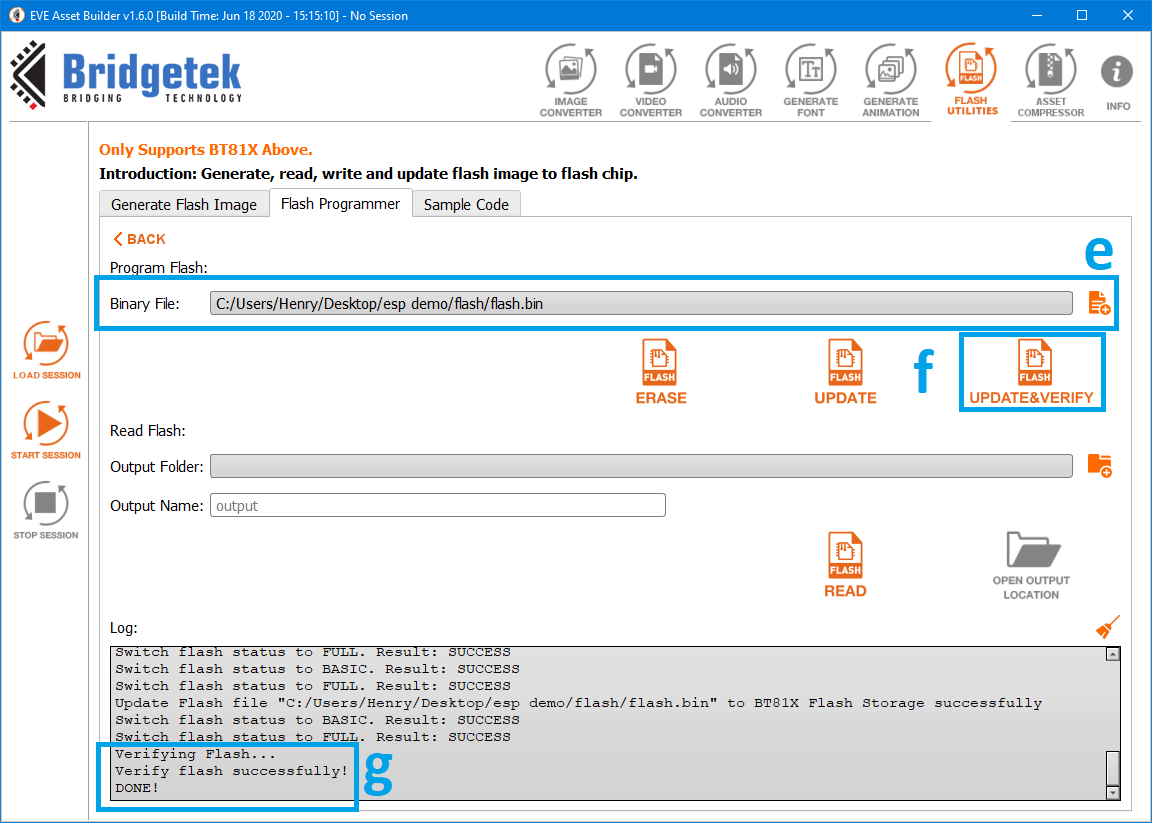 EVE Asset Builder v1.6.0 [Build Time: Jun 18 2020 - 15:15:10] - No Session
Bridgetek
BRIDGING TECHNOLOGY
IMAGE CONVERTER
VIDEO CONVERTER
AUDIO CONVERTER
GENERATE FONT
GENERATE ANIMATION
FLASH
FLASH UTILITIES
ASSET COMPRESSOR
INFO
Only Supports BT81X Above.
Introduction: Generate, read, write and update flash image to flash chip.
Generate Flash Image
Flash Programmer
Sample Code
BACK
e
Program Flash:
Binary File: C:/Users/Henry/Desktop/esp demo/flash/flash.bin
LOAD SESSION
START SESSION
STOP SESSION
FLASH
ERASE
FLASH
UPDATE
f
FLASH
UPDATE&VERIFY
Read Flash:
Output Folder:
Output Name: output
FLASH
READ
OPEN OUTPUT
LOCATION
Log:
Switch flash status to FULL. Result: SUCCESS
Switch flash status to BASIC. Result: SUCCESS
Switch flash status to FULL. Result: SUCCESS
Update Flash file "C:/Users/Henry/Desktop/esp demo/flash/flash.bin" to BT81X Flash Storage successfully
Switch flash status to BASIC. Result: SUCCESS
Switch flash status to FULL. Result: SUCCESS
Verifying Flash...
Verify flash successfully!
DONE!
g